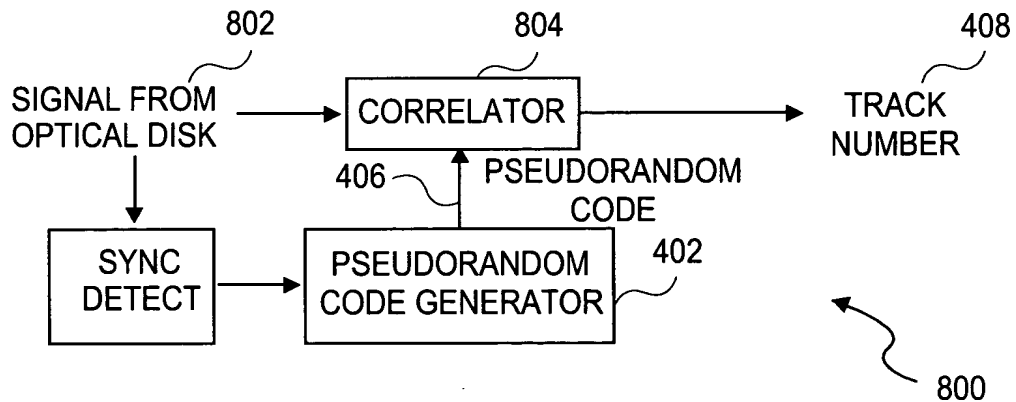 802
804
408
SIGNAL FROM
OPTICAL DISK
CORRELATOR
TRACK
NUMBER
406
PSEUDORANDOM
CODE
SYNC
DETECT
PSEUDORANDOM
CODE GENERATOR
402
800